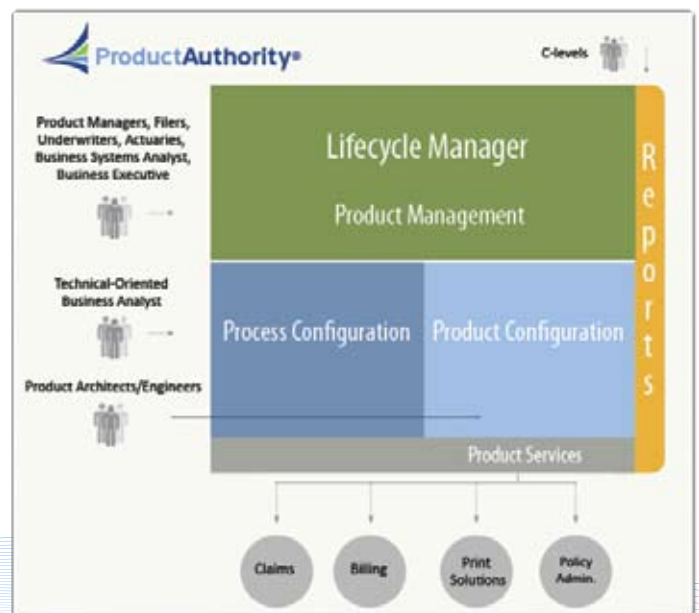 ProductAuthority®
C-levels
Product Managers, Filers,
Underwriters, Actuaries,
Business Systems Analyst,
Business Executive
Lifecycle Manager
Product Management
Reports
Technical-Oriented
Business Analyst
Process Configuration
Product Configuration
Product Architects/Engineers
Product Services
Claims
Billing
Print
Solutions
Policy
Admin.